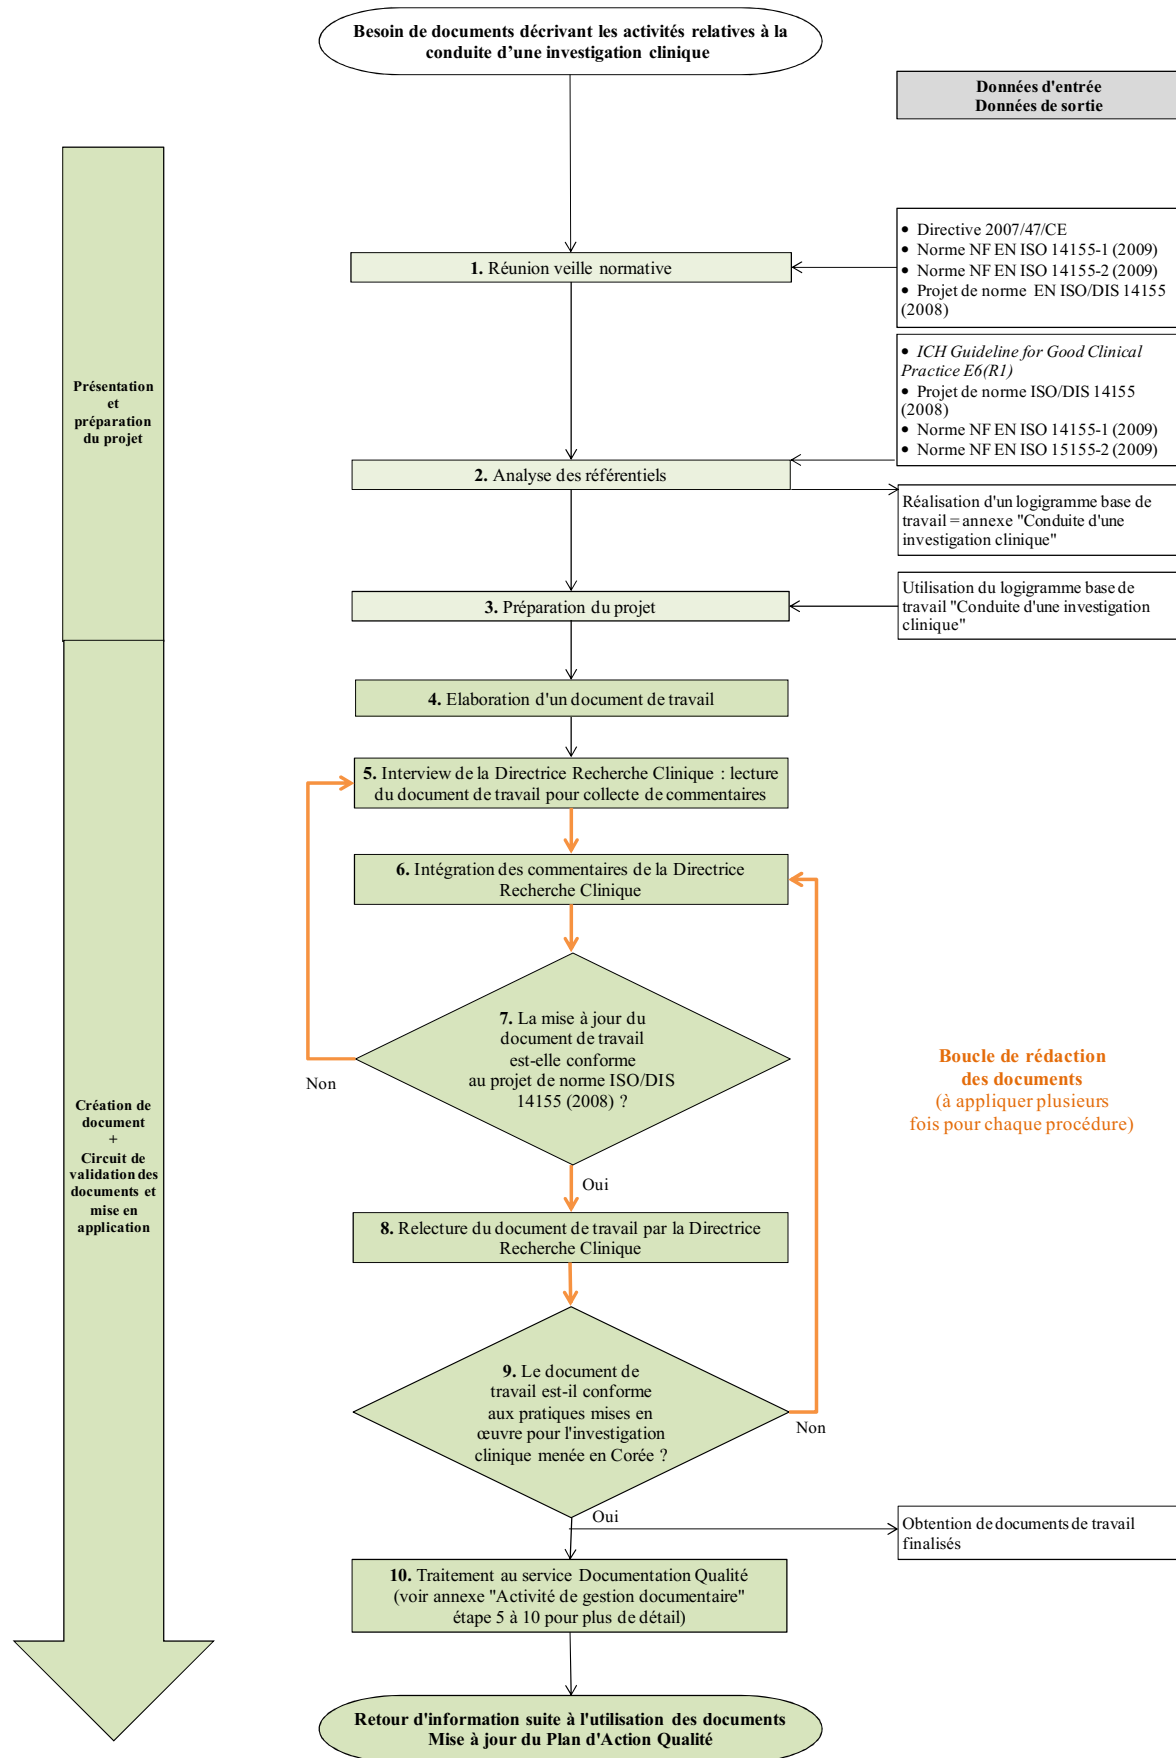 Besoin de documents décrivant les activités relatives à la
conduite d'une investigation clinique
Données d'entrée
Données de sortie
• Directive 2007/47/CE
• Norme NF EN ISO 14155-1 (2009)
• Norme NF EN ISO 14155-2 (2009)
• Projet de norme EN ISO/DIS 14155
(2008)
1. Réunion veille normative
• ICH Guideline for Good Clinical
Practice E6(R1)
• Projet de norme ISO/DIS 14155
(2008)
• Norme NF EN ISO 14155-1 (2009)
• Norme NF EN ISO 15155-2 (2009)
Présentation
et
préparation
du projet
2. Analyse des référentiels
Réalisation d'un logigramme base de
travail = annexe "Conduite d'une
investigation clinique"
3. Préparation du projet
Utilisation du logigramme base de
travail "Conduite d'une investigation
clinique"
4. Elaboration d'un document de travail
5. Interview de la Directrice Recherche Clinique : lecture
du document de travail pour collecte de commentaires
6. Intégration des commentaires de la Directrice
Recherche Clinique
7. La mise à jour du
document de travail
est-elle conforme
au projet de norme ISO/DIS
14155 (2008) ?
Non
Boucle de rédaction
des documents
(à appliquer plusieurs
fois pour chaque procédure)
Création de
document
+
Circuit de
validation des
documents et
mise en
application
Oui
8. Relecture du document de travail par la Directrice
Recherche Clinique
9. Le document de
travail est-il conforme
aux pratiques mises en
œuvre pour l'investigation
clinique menée en Corée ?
Non
Oui
Obtention de documents de travail
finalisés
10. Traitement au service Documentation Qualité
(voir annexe "Activité de gestion documentaire"
étape 5 à 10 pour plus de détail)
Retour d'information suite à l'utilisation des documents
Mise à jour du Plan d'Action Qualité